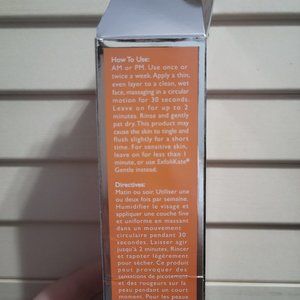 How To Use:
AM or PM. Use once or
twice a week. Apply a thin,
even layer to a clean, wet
face, massaging in a circular
motion for 30 seconds.
Leave on for up to 2
minutes. Rinse and gently
pat dry. This product may
cause the skin to tingle and
flush slightly for a short
time. For sensitive skin,
leave on for less than 1
minute, or use ExfoliKate®
Gentle instead.
Directives:
Matin ou soir. Utiliser une
ou deux fois par semaine.
Humidifier le visage et
appliquer une couche fine
et uniforme en massant
dans un mouvement
circulaire pendant 30
secondes. Laisser agir
jusqu'à 2 minutes. Rincer
et tapoter légèrement
pour sécher. Ce produit
peut provoquer des
sensations de picotement
et des rougeurs sur la
peau pendant un court
moment. Pour les peaux